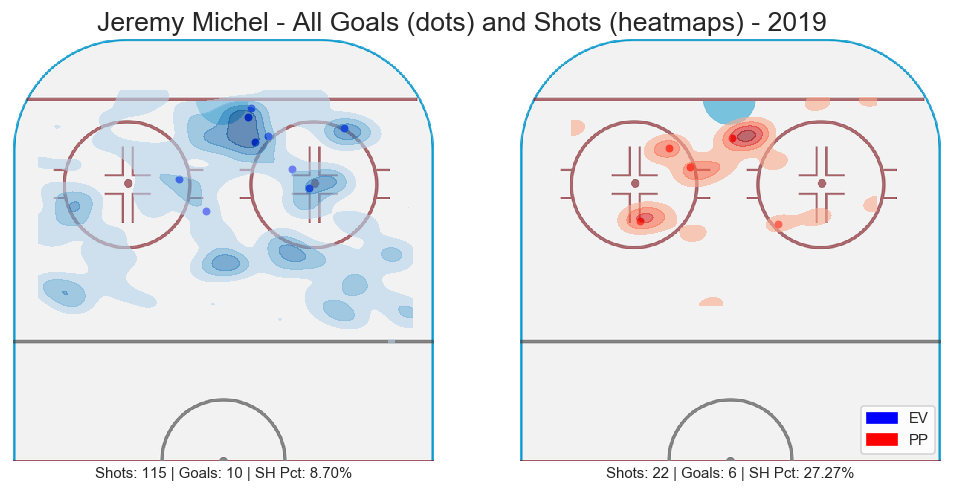 Jeremy Michel - All Goals (dots) and Shots (heatmaps) - 2019
EV
PP
Shots: 115 | Goals: 10 | SH Pct: 8.70%
Shots: 22 | Goals: 6 | SH Pct: 27.27%